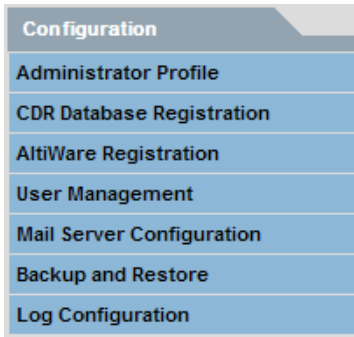 Configuration
Administrator Profile
CDR Database Registration
AltiWare Registration
User Management
Mail Server Configuration
Backup and Restore
Log Configuration